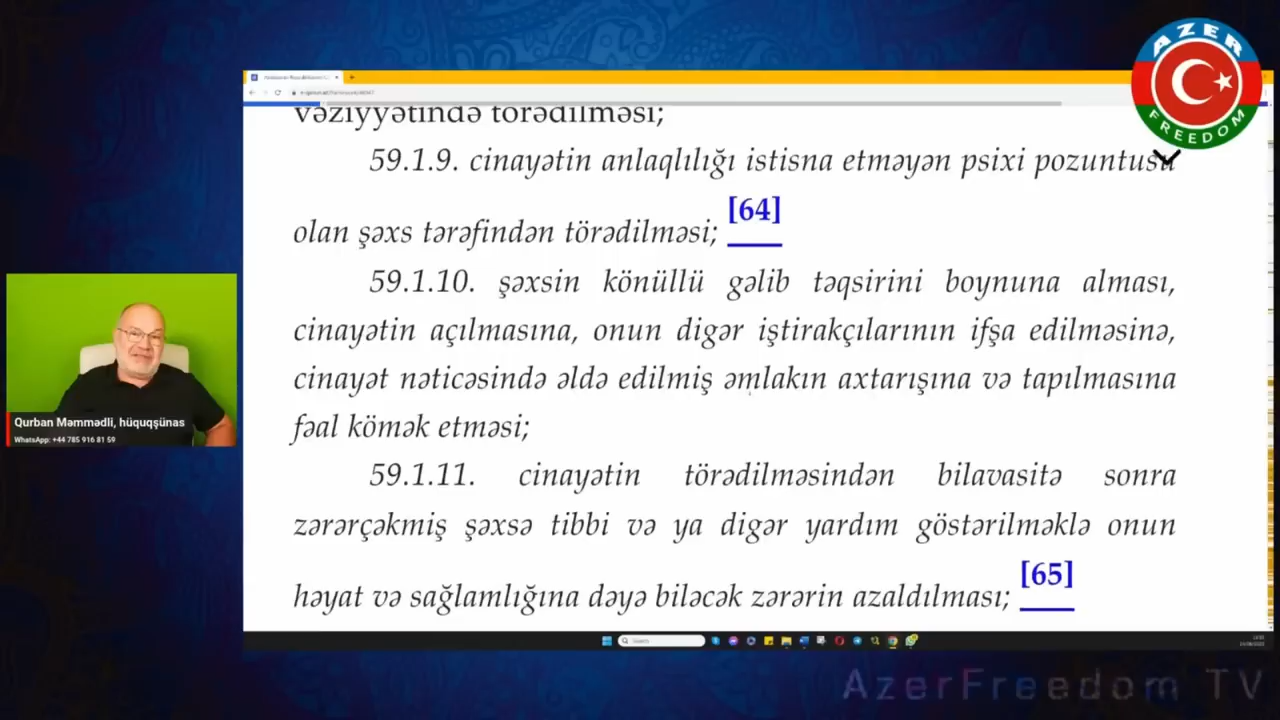 AZER
FREEDOM
vəziyyətində törədilməsi;
59.1.9. cinayətin anlaqlılığı istisna etməyən psixi pozuntusu
olan şəxs tərəfindən törədilməsi; [64]
59.1.10. şəxsin könüllü gəlib təqsirini boynuna alması,
cinayətin açılmasına, onun digər iştirakçılarının ifşa edilməsinə,
cinayət nəticəsində əldə edilmiş əmlakın axtarışına və tapılmasına
fəal kömək etməsi;
59.1.11. cinayətin törədilməsindən bilavasitə sonra
zərərçəkmiş şəxsə tibbi və ya digər yardım göstərilməklə onun
həyat və sağlamlığına dəyə biləcək zərərin azaldılması; [65]
Qurban Məmmədli, hüquqşünas
WhatsApp: +44 785 916 81 59
Search
AzerFreedom TV